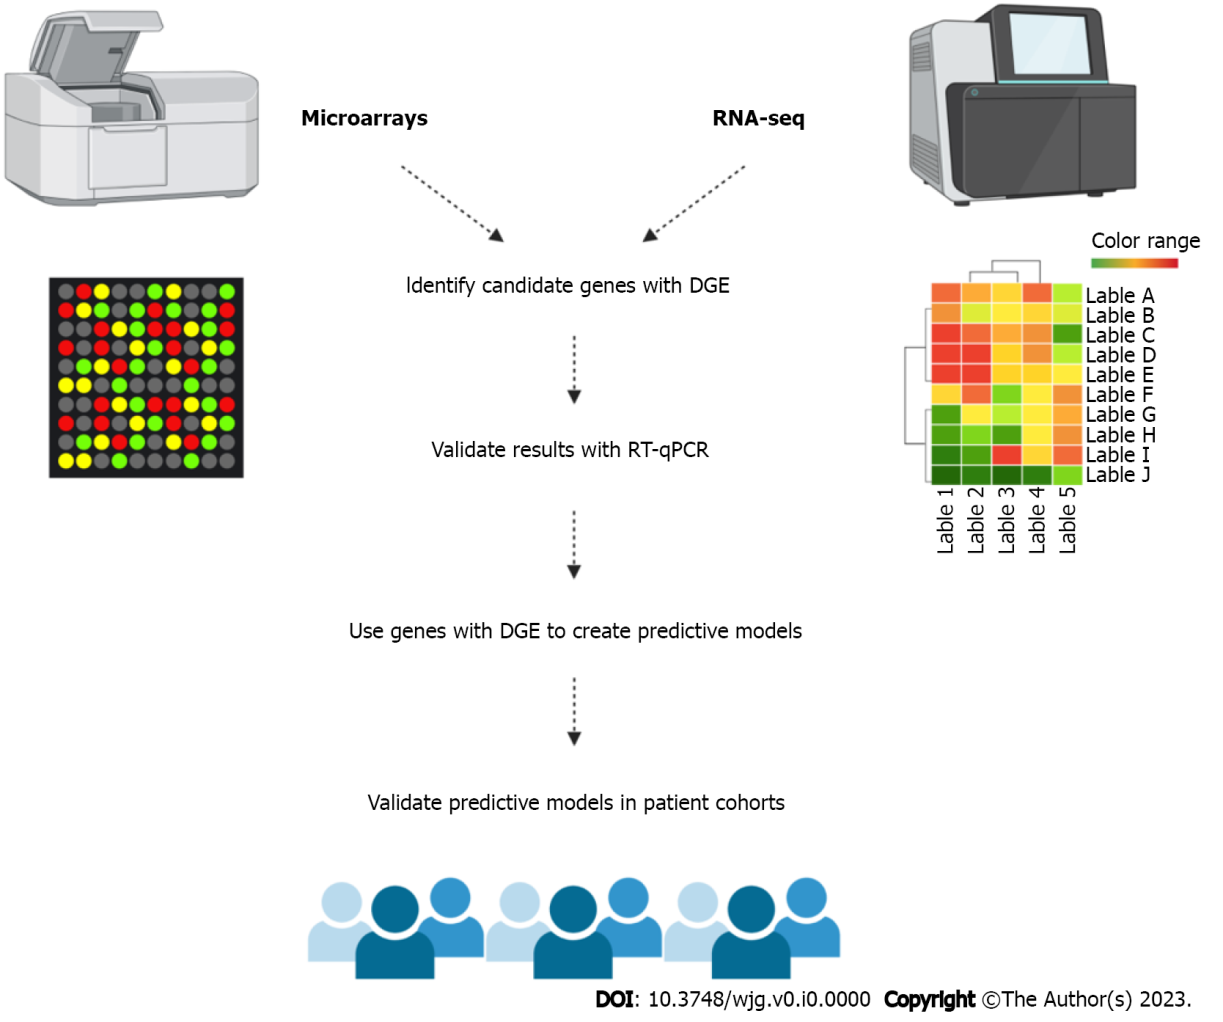 Microarrays
RNA-seq
Identify candidate genes with DGE
Color range
Lable A
Lable B
Lable C
Lable D
Lable E
Lable F
Lable G
Lable H
Lable I
Lable J
Lable 1
Lable 2
Lable 3
Lable 4
Lable 5
Validate results with RT-qPCR
Use genes with DGE to create predictive models
Validate predictive models in patient cohorts
DOI: 10.3748/wjg.v0.i0.0000 Copyright ©The Author(s) 2023.